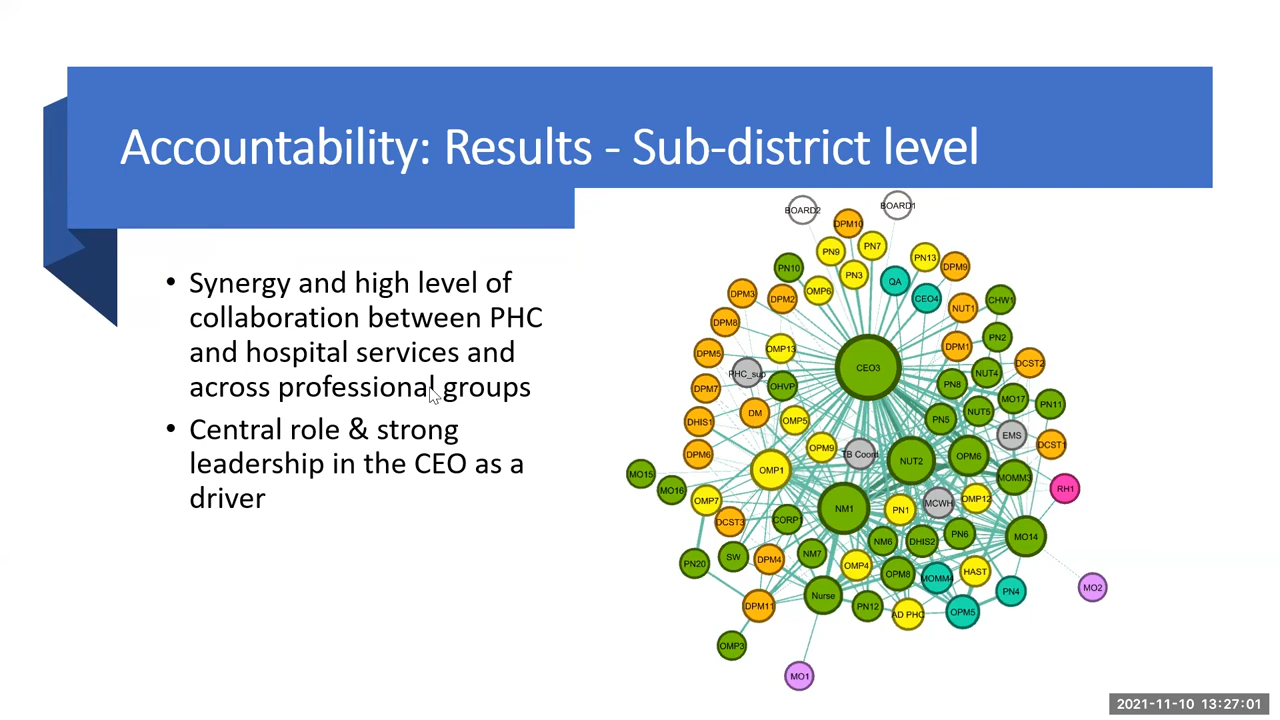 Accountability: Results - Sub-district level
• Synergy and high level of
collaboration between PHC
and hospital services and
across professional groups
• Central role & strong
leadership in the CEO as a
driver
BOARD2
BOARD1
DPM10
PN9
PN7
PN13
DPM9
PN10
PN3
QA
OMP6
CEO4
DPM3
DPM2
NUT1
CHW1
DPM8
PN2
OMP13
DPM1
DPM5
DCST2
CEO3
PHC_sup
NUT4
DPM7
OHVP
PN8
MO17
PN11
DHIS1
DM
OMP5
PN5
NUT5
EMS
DCST1
DPM6
OPM9
TB Coord
NUT2
OPM6
MO15
OMP1
MOMM3
MO16
RH1
OMP7
NM1
PN1
MCWH
OMP12
DCST3
CORP1
MO14
NM6
DHIS2
PN6
PN20
SW
DPM4
NM7
OMP4
OPM8
MOMM4
HAST
MO2
PN4
DPM11
Nurse
PN12
AD PHC
OPM5
OMP3
MO1
2021-11-10 13:27:01